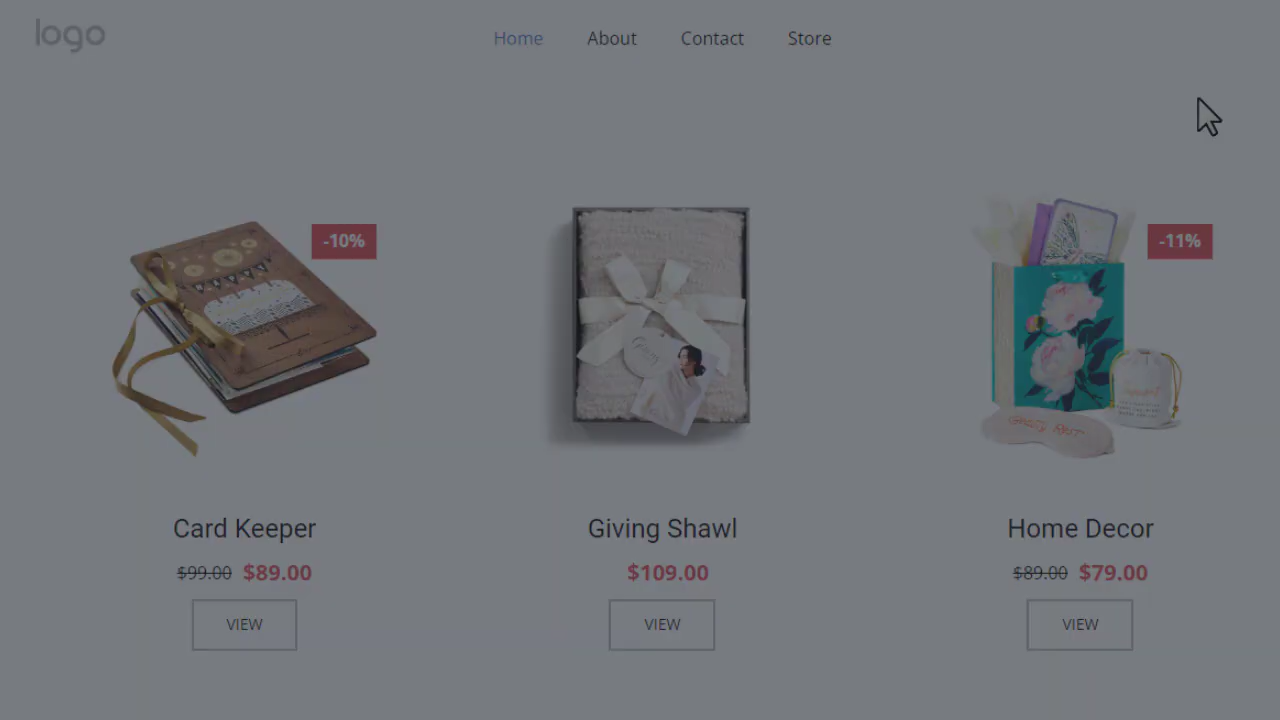 logo
Home About Contact Store
-10%
-11%
Card Keeper
$99.00 $89.00
VIEW
Giving Shawl
$109.00
VIEW
Home Decor
$89.00 $79.00
VIEW